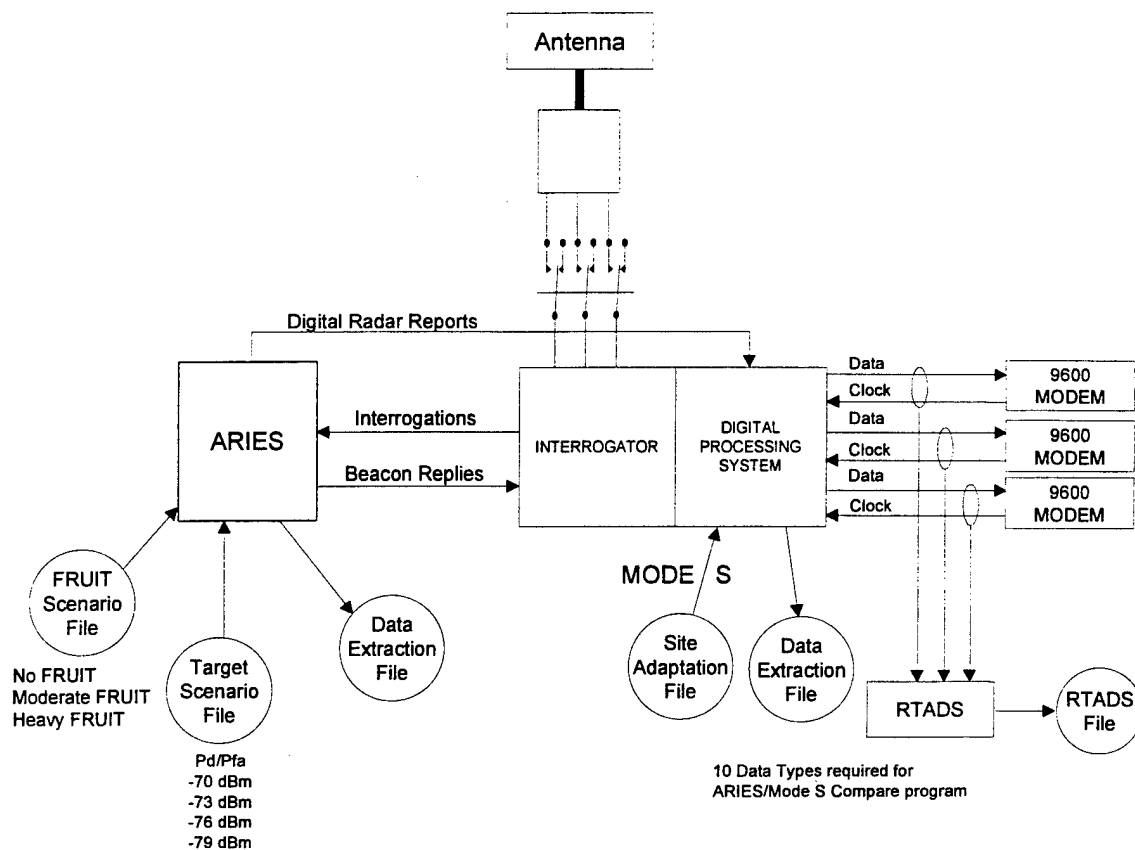 Antenna
Digital Radar Reports
ARIES
Interrogations
Beacon Replies
INTERROGATOR
DIGITAL
PROCESSING
SYSTEM
Data
Clock
Data
Clock
Data
Clock
9600
MODEM
9600
MODEM
9600
MODEM
MODE S
FRUIT
Scenario
File
No FRUIT
Moderate FRUIT
Heavy FRUIT
Target
Scenario
File
Pd/Pfa
-70 dBm
-73 dBm
-76 dBm
-79 dBm
Data
Extraction
File
Site
Adaptation
File
Data
Extraction
File
RTADS
RTADS
File
10 Data Types required for
ARIES/Mode S Compare program